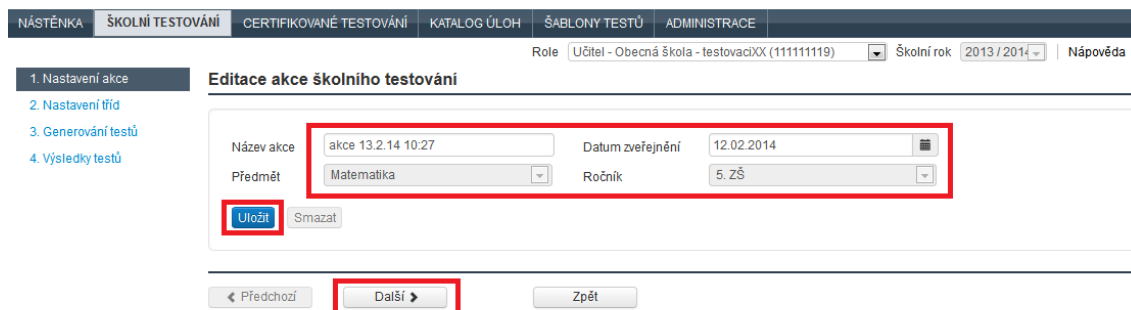 NÁSTĚNKA ŠKOLNÍ TESTOVÁNÍ CERTIFIKOVANÉ TESTOVÁNÍ KATALOG ÚLOH ŠABLONY TESTŮ ADMINISTRACE
Role Učitel - Obecná škola - testovaciXX (111111119) Školní rok 2013 / 2014 Nápověda
1. Nastavení akce
Editace akce školního testování
2. Nastavení tříd
3. Generování testů
4. Výsledky testů
Název akce akce 13.2.14 10:27 Datum zveřejnění 12.02.2014
Předmět Matematika Ročník 5. ZŠ
Uložit Smazat
Předchozí Další Zpět